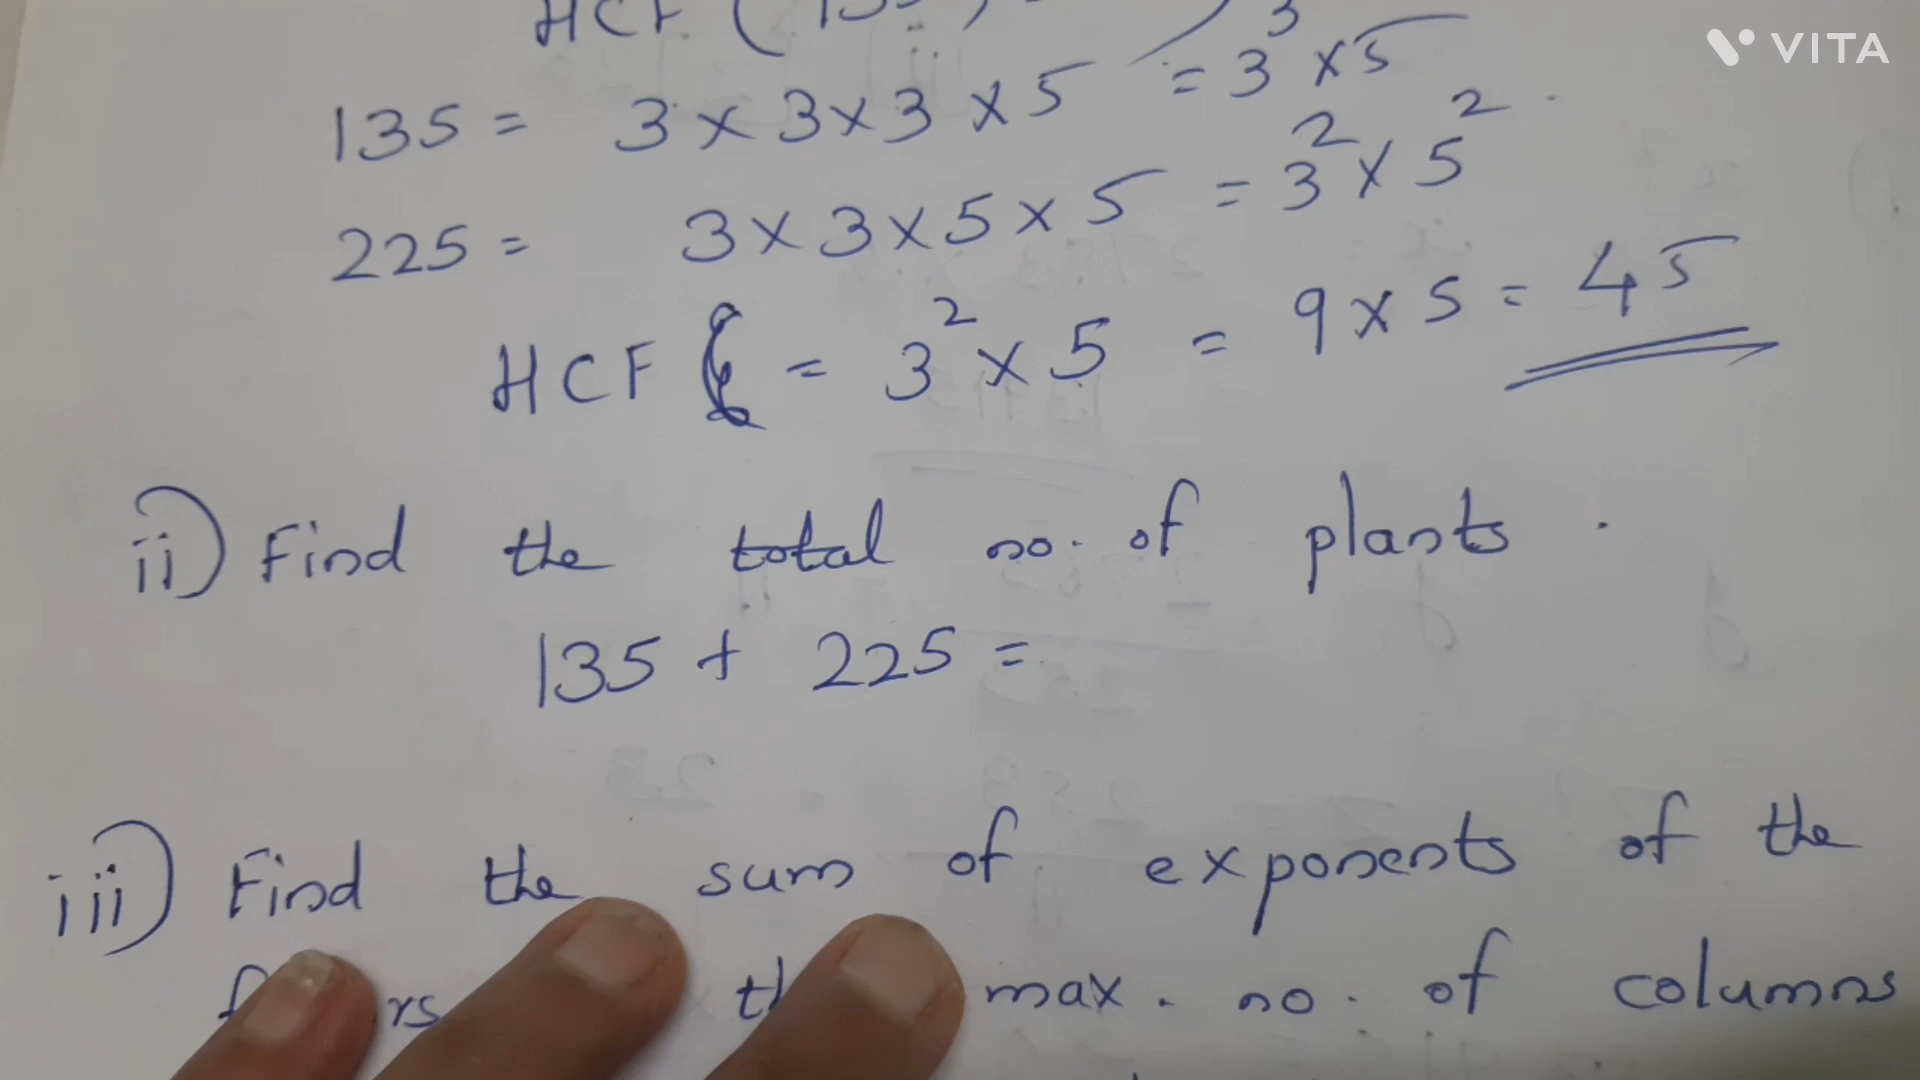 HCF (135,
VITA
135 = 3 × 3 × 3 × 5 = 3³ × 5
225 = 3 × 3 × 5 × 5 = 3² × 5²
HCF = 3² × 5 = 9 × 5 = 45
ii) Find the total no. of plants.
135 + 225 =
iii) Find the sum of exponents of the
max. no. of columns